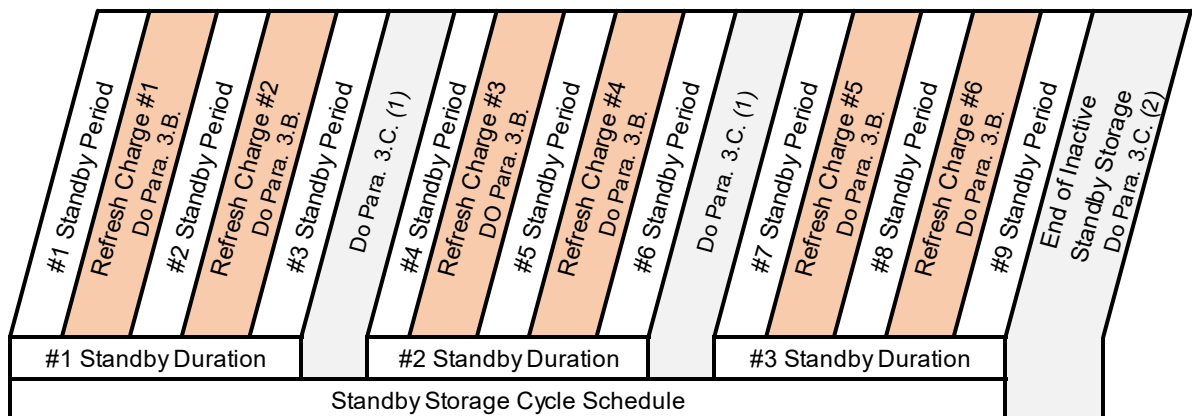 #1 Standby Period
Refresh Charge #1
Do Para. 3.B.
#2 Standby Period
Refresh Charge #2
Do Para. 3.B.
#3 Standby Period
Do Para. 3.C. (1)
#4 Standby Period
Refresh Charge #3
DO Para. 3.B.
#5 Standby Period
Refresh Charge #4
Do Para. 3.B.
#6 Standby Period
Do Para. 3.C. (1)
#7 Standby Period
Refresh Charge #5
Do Para. 3.B.
#8 Standby Period
Refresh Charge #6
Do Para. 3.B.
#9 Standby Period
End of Inactive
Standby Storage
Do Para. 3.C. (2)
#1 Standby Duration
#2 Standby Duration
#3 Standby Duration
Standby Storage Cycle Schedule